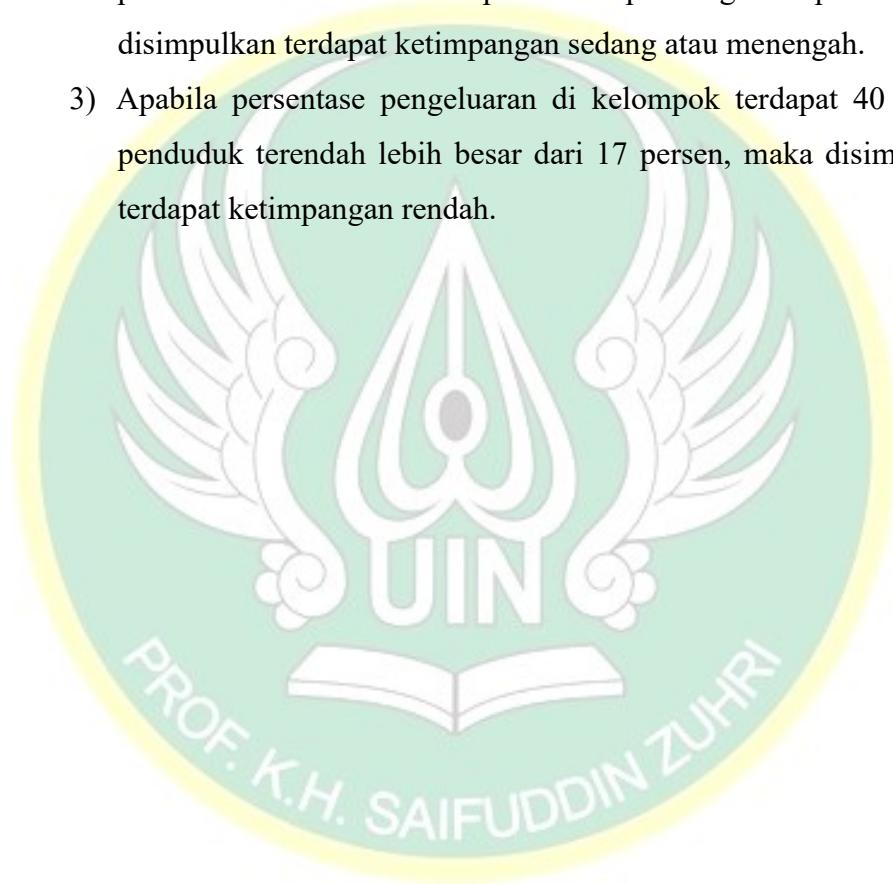 disimpulkan terdapat ketimpangan sedang atau menengah.
3) Apabila persentase pengeluaran di kelompok terdapat 40
penduduk terendah lebih besar dari 17 persen, maka
terdapat ketimpangan rendah.
UIN
PROF. K.H. SAIFUDDIN ZUHRI